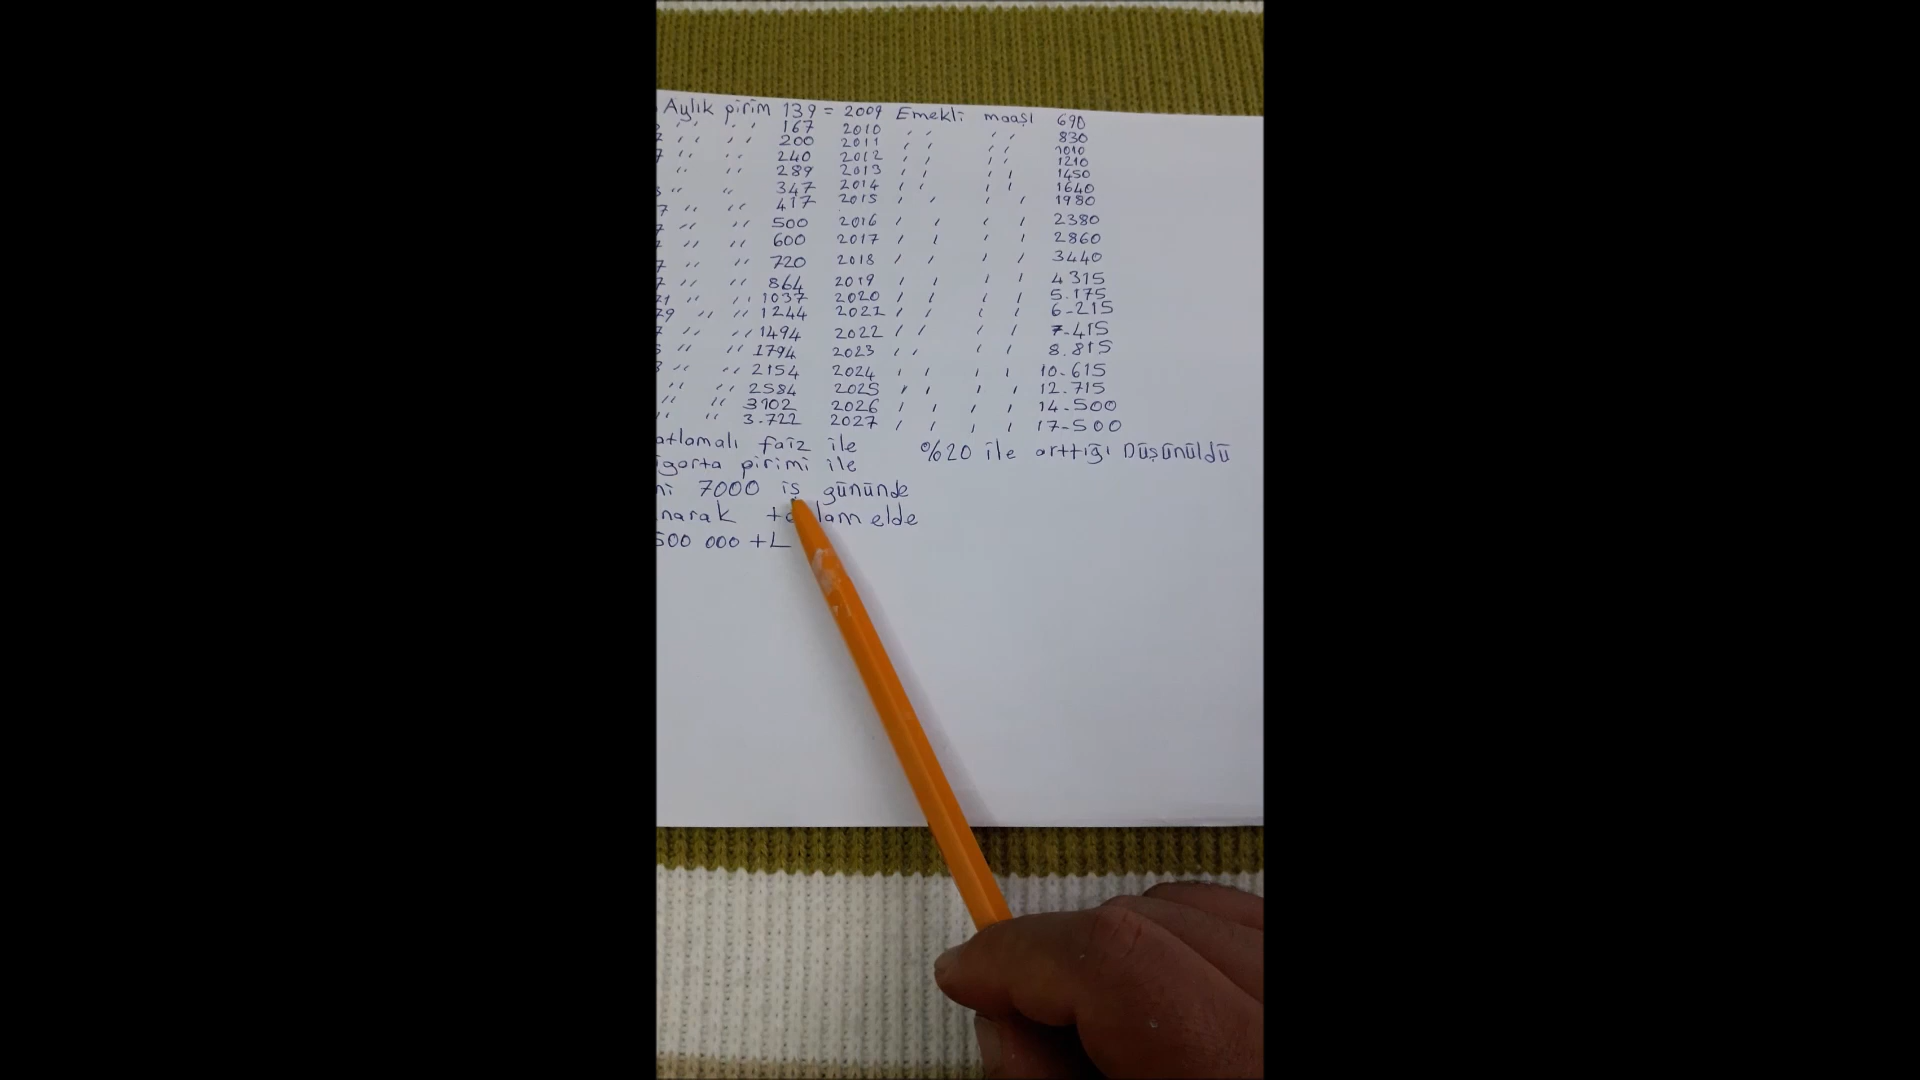 Aylık pirim 139 = 2009 Emekli maaşı 690
" " 167 2010 " " 830
" " 200 2011 " " 1010
" " 240 2012 " " 1210
" " 289 2013 " " 1450
" " 347 2014 " " 1640
" " 417 2015 " " 1980
" " 500 2016 " " 2380
" " 600 2017 " " 2860
" " 720 2018 " " 3440
" " 864 2019 " " 4315
" " 1037 2020 " " 5.175
" " 1244 2021 " " 6-215
" " 1494 2022 " " 7-415
" " 1794 2023 " " 8.815
" " 2154 2024 " " 10-615
" " 2584 2025 " " 12.715
" " 3102 2026 " " 14-500
" " 3.722 2027 " " 17-500
atlamalı faiz ile %20 ile arttığı Düşünüldü
igorta pirimi ile
ni 7000 iş gününde
narak elde
500 000 tL